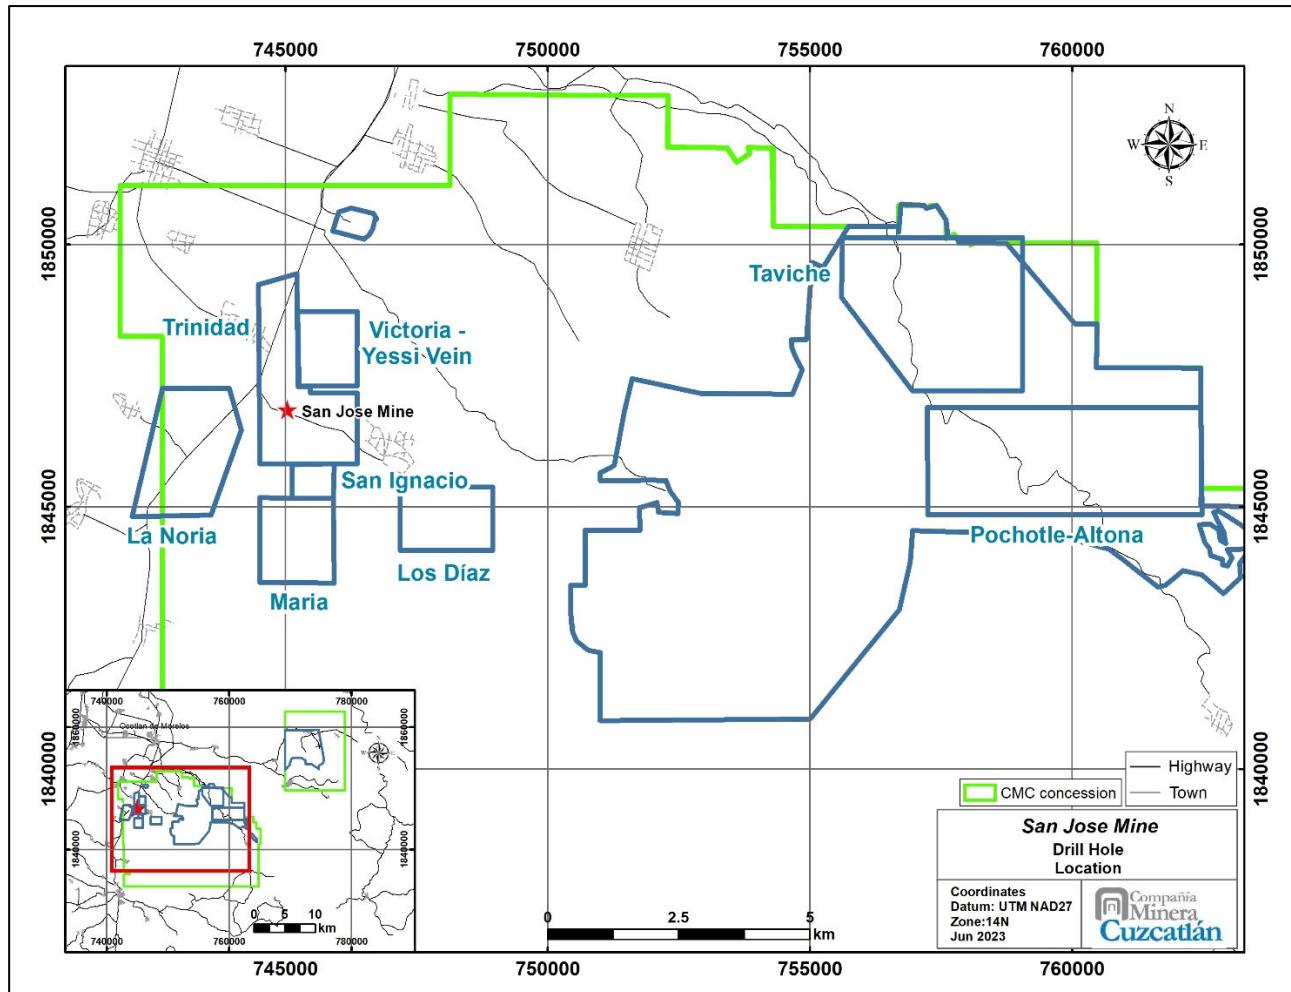 745000
750000
755000
760000
N
W
E
S
1850000
1850000
Taviche
Trinidad
Victoria -
Yessi Vein
San Jose Mine
San Ignacio
1845000
1845000
La Noria
Pochotle-Altona
Los Díaz
Maria
740000
760000
780000
Ocotlan de Morelos
1860000
1860000
1840000
1840000
0 5 10
km
740000
760000
780000
1840000
1840000
Highway
Town
CMC concession
San Jose Mine
Drill Hole
Location
Coordinates
Datum: UTM NAD27
Zone:14N
Jun 2023
Compañía
Minera
Cuzcatlán
0 2.5 5
km
745000
750000
755000
760000